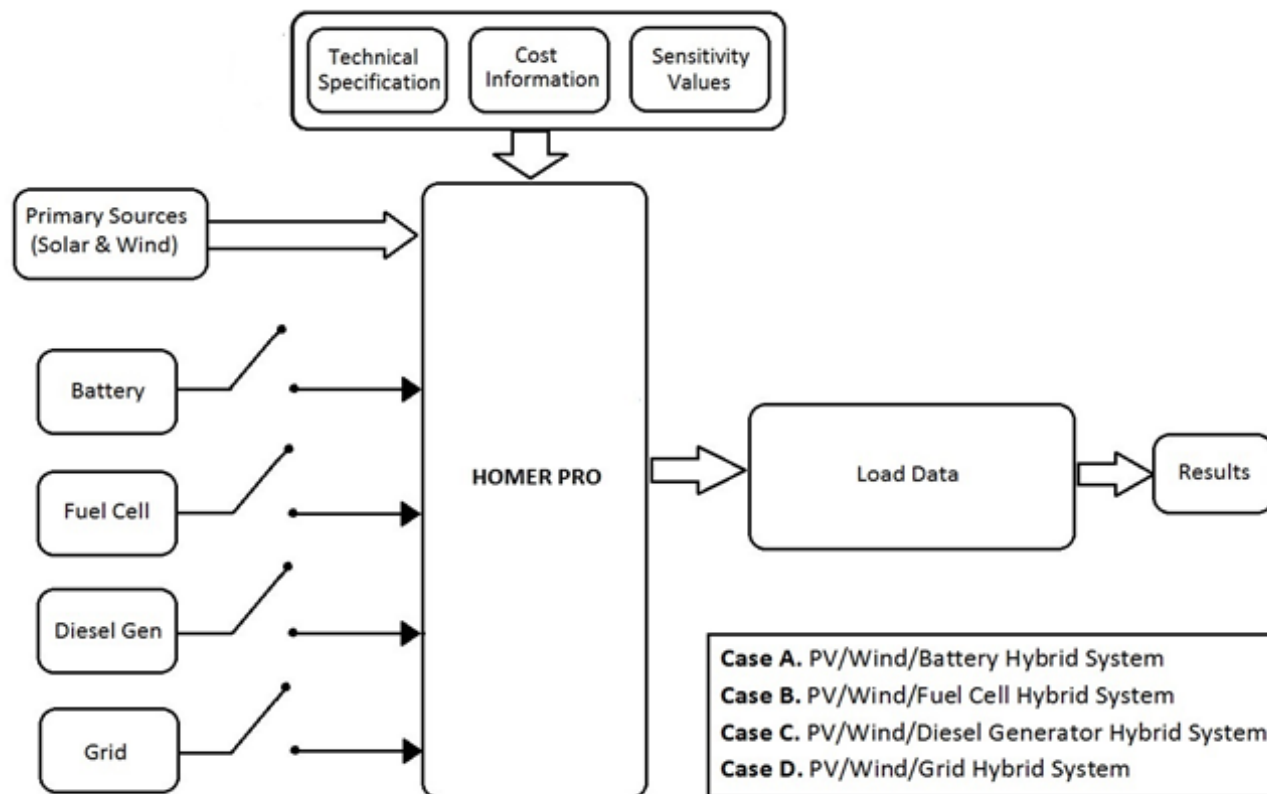 Technical
Specification
Cost
Information
Sensitivity
Values
Primary Sources
(Solar & Wind)
Battery
Fuel Cell
Diesel Gen
Grid
HOMER PRO
Load Data
Results
Case A. PV/Wind/Battery Hybrid System
Case B. PV/Wind/Fuel Cell Hybrid System
Case C. PV/Wind/Diesel Generator Hybrid System
Case D. PV/Wind/Grid Hybrid System